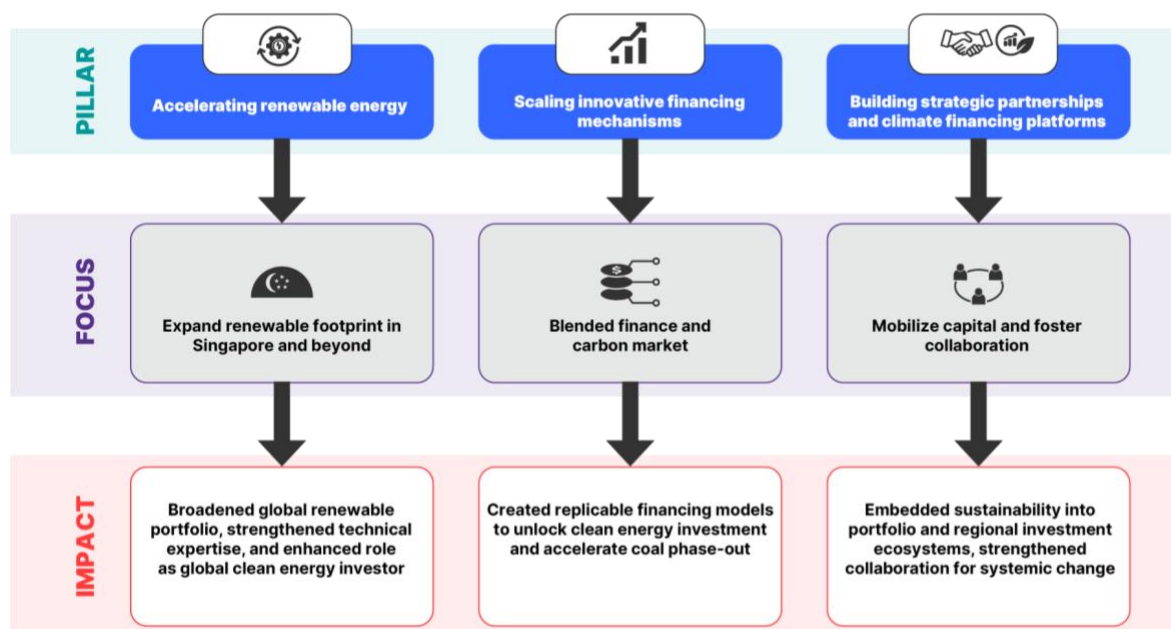 PILLAR
Accelerating renewable energy
Scaling innovative financing
mechanisms
Building strategic partnerships
and climate financing platforms
FOCUS
Expand renewable footprint in
Singapore and beyond
$
Blended finance and
carbon market
Mobilize capital and foster
collaboration
IMPACT
Broadened global renewable
portfolio, strengthened technical
expertise, and enhanced role
as global clean energy investor
Created replicable financing models
to unlock clean energy investment
and accelerate coal phase-out
Embedded sustainability into
portfolio and regional investment
ecosystems, strengthened
collaboration for systemic change